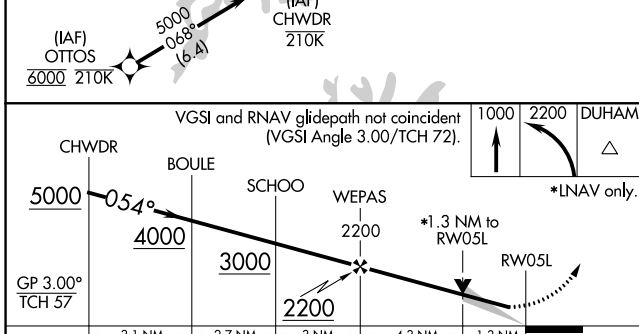 (IAF)
CHWDR
210K
5000
068°
(6.4)
(IAF)
OTTOS
6000 210K
VGSI and RNAV glidepath not coincident
(VGSI Angle 3.00/TCH 72).
1000 2200 DUHAM
*LNAV only.
CHWDR
BOULE
SCHOO
WEPAS
2200
*1.3 NM to
RW05L
RW05L
5000
054°
4000
3000
2200
GP 3.00°
TCH 57